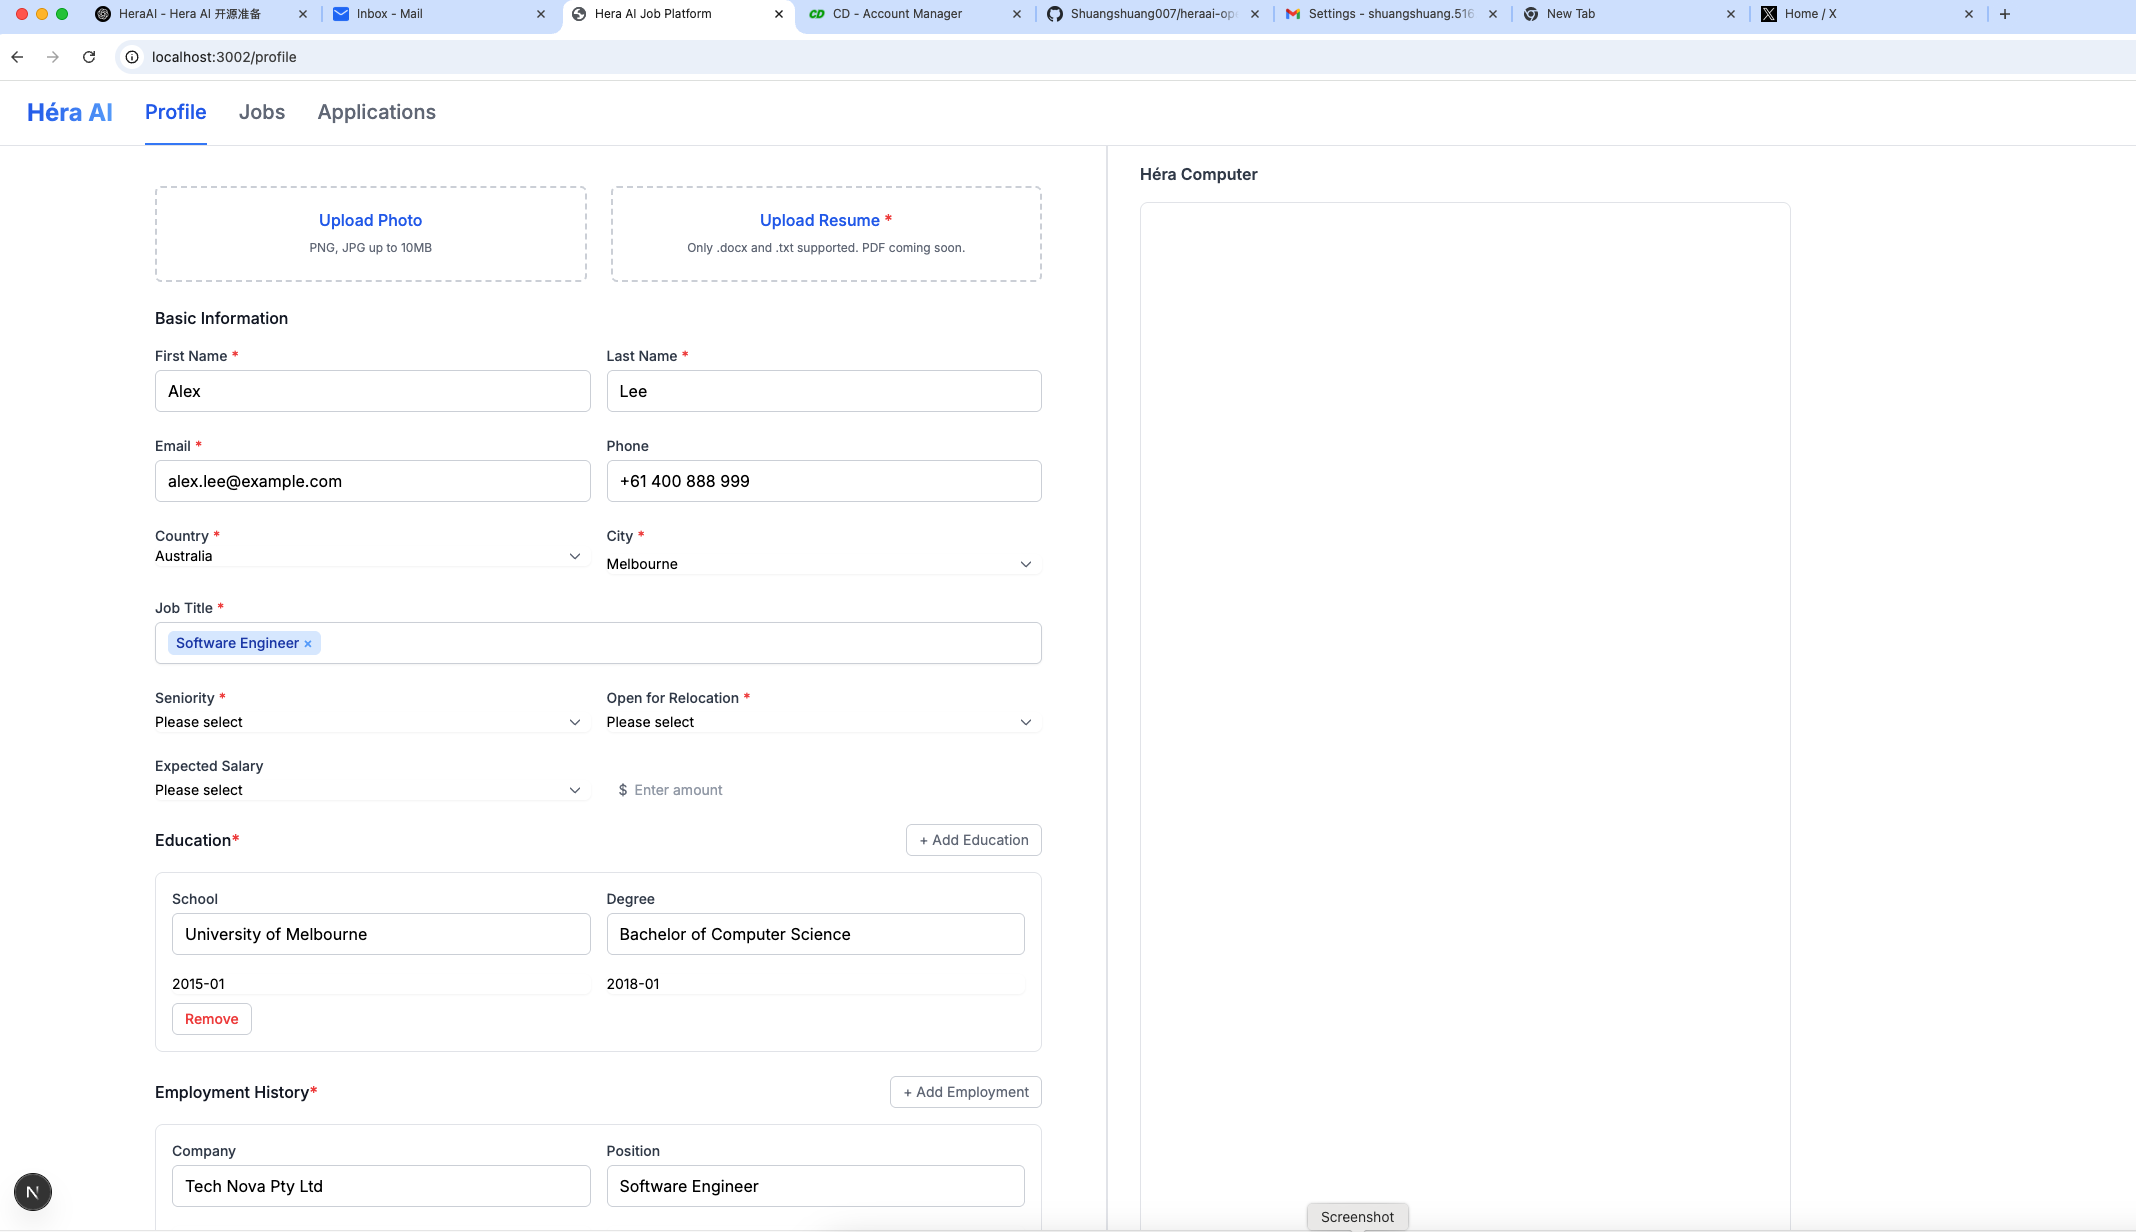 HeraAI - Hera AI 开源准备
Inbox - Mail
Hera AI Job Platform
CD CD - Account Manager
Shuangshuang007/heraai-op
Settings - shuangshuang.516
New Tab
Home / X
localhost:3002/profile
Héra AI Profile Jobs Applications
Héra Computer
Upload Photo
PNG, JPG up to 10MB
Upload Resume *
Only .docx and .txt supported. PDF coming soon.
Basic Information
First Name * Last Name *
Alex Lee
Email * Phone
alex.lee@example.com +61 400 888 999
Country * City *
Australia Melbourne
Job Title *
Software Engineer ×
Seniority * Open for Relocation *
Please select Please select
Expected Salary
Please select $ Enter amount
Education* + Add Education
School Degree
University of Melbourne Bachelor of Computer Science
2015-01 2018-01
Remove
Employment History* + Add Employment
Company Position
Tech Nova Pty Ltd Software Engineer
N
Screenshot